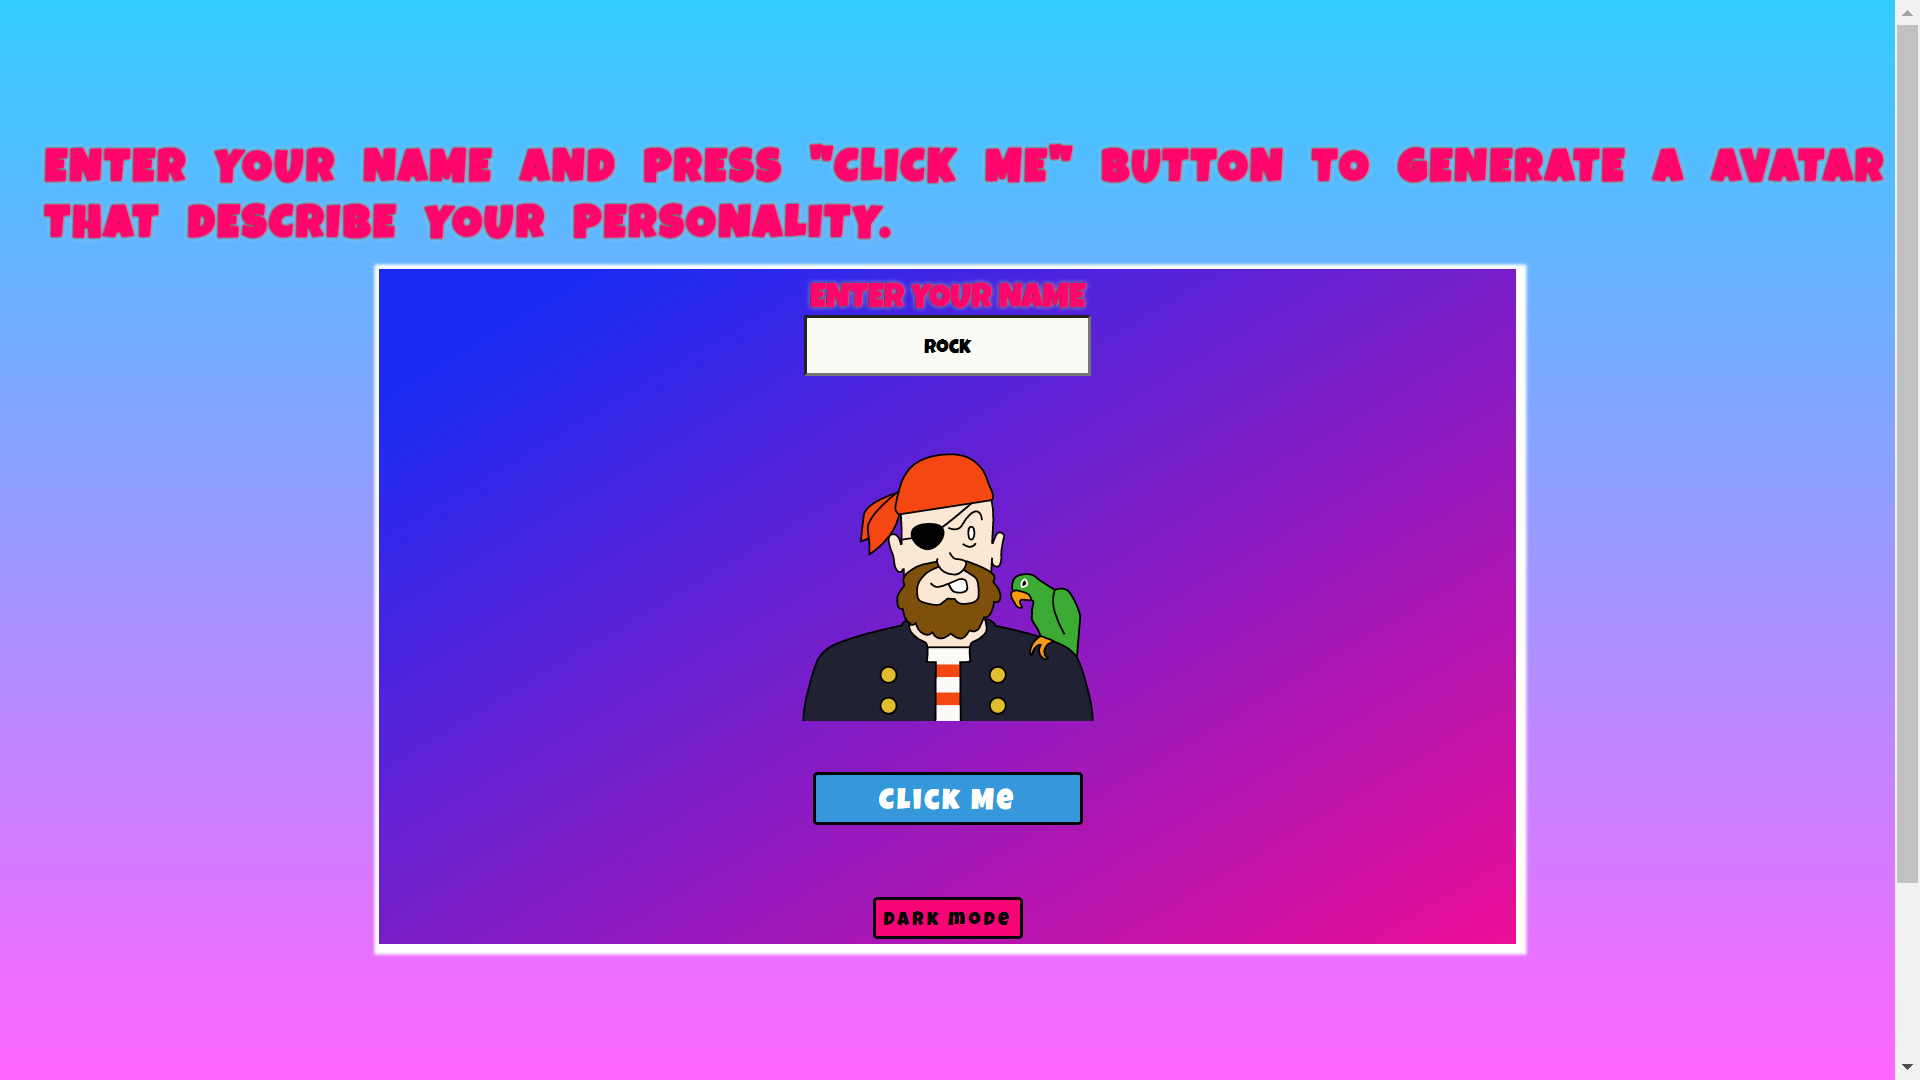 ENTER YOUR NAME AND PRESS "CLICK ME" BUTTON TO GENERATE A AVATAR
THAT DESCRIBE YOUR PERSONALITY.
ENTER YOUR NAME
ROCK
CLICK Me
DARK MODe